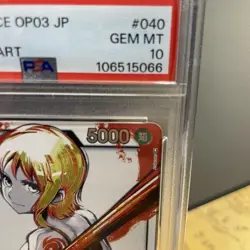 CE OP03 JP #040
ART GEM MT
10
PSA 106515066
5000